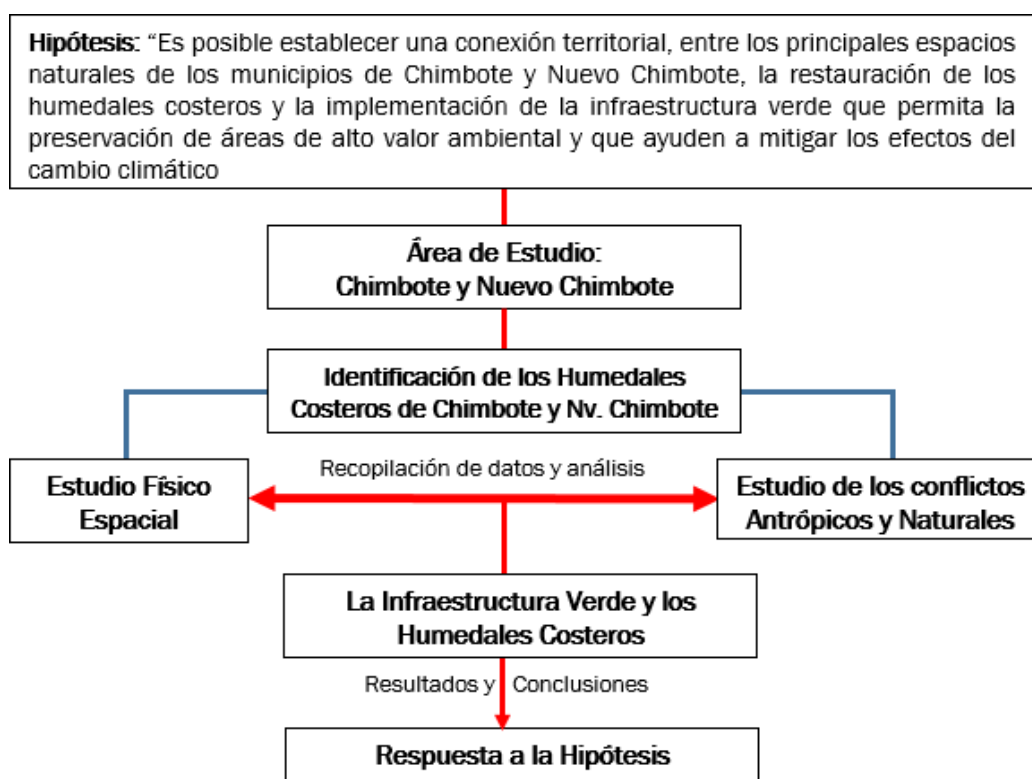 Hipótesis: “Es posible establecer una conexión territorial, entre los principales espacios
naturales de los municipios de Chimbote y Nuevo Chimbote, la restauración de los
humedales costeros y la implementación de la infraestructura verde que permita la
preservación de áreas de alto valor ambiental y que ayuden a mitigar los efectos del
cambio climático
Área de Estudio:
Chimbote y Nuevo Chimbote
Identificación de los Humedales
Costeros de Chimbote y Nv. Chimbote
Recopilación de datos y análisis
Estudio Físico
Espacial
Estudio de los conflictos
Antrópicos y Naturales
La Infraestructura Verde y los
Humedales Costeros
Resultados y Conclusiones
Respuesta a la Hipótesis